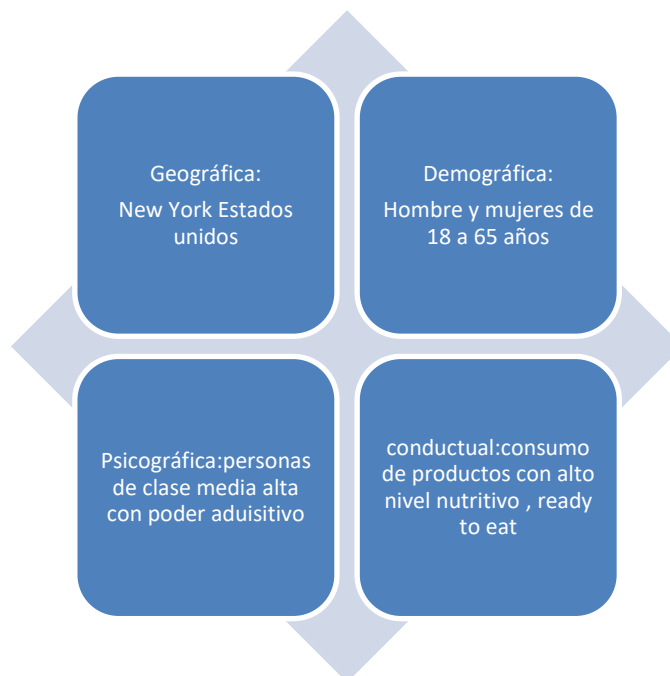 Geográfica:
New York Estados
unidos
Demográfica:
Hombre y mujeres de
18 a 65 años
Psicográfica:personas
de clase media alta
con poder aduisitivo
conductual:consumo
de productos con alto
nivel nutritivo , ready
to eat